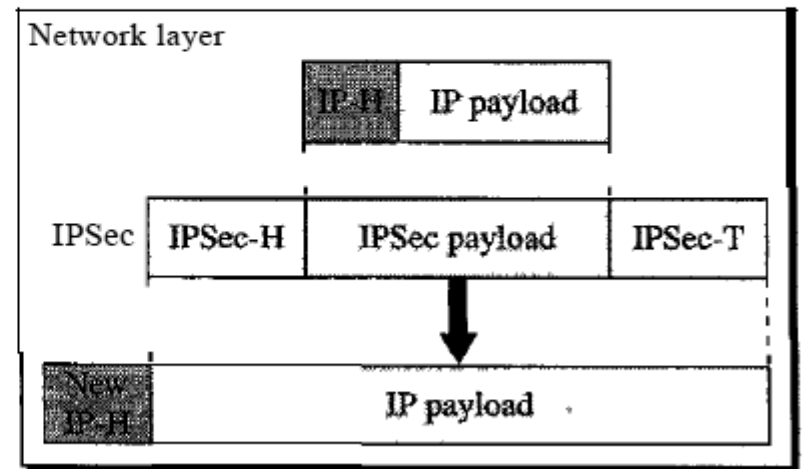 Network layer
IP-H IP payload
IPSec IPSec-H IPSec payload IPSec-T
New
IP-H
IP payload